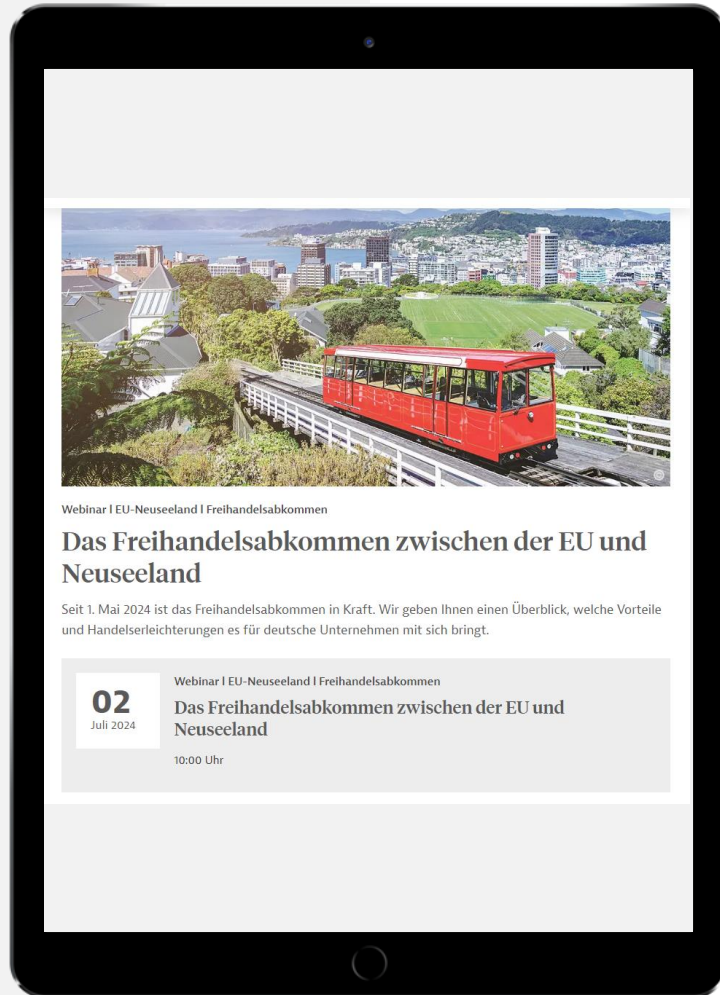 Webinar l EU-Neuseeland l Freihandelsabkommen
Das Freihandelsabkommen zwischen der EU und
Neuseeland
Seit 1. Mai 2024 ist das Freihandelsabkommen in Kraft. Wir geben Ihnen einen Überblick, welche Vorteile
und Handelserleichterungen es für deutsche Unternehmen mit sich bringt.
02
Juli 2024
Webinar l EU-Neuseeland l Freihandelsabkommen
Das Freihandelsabkommen zwischen der EU und
Neuseeland
10:00 Uhr